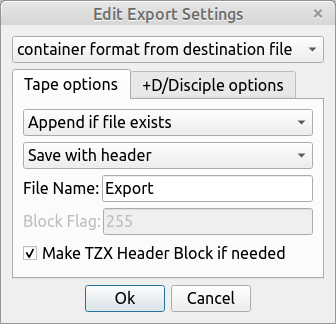 Edit Export Settings
container format from destination file
Tape options
+D/Disciple options
Append if file exists
Save with header
File Name: Export
Block Flag: 255
Make TZX Header Block if needed
Ok
Cancel